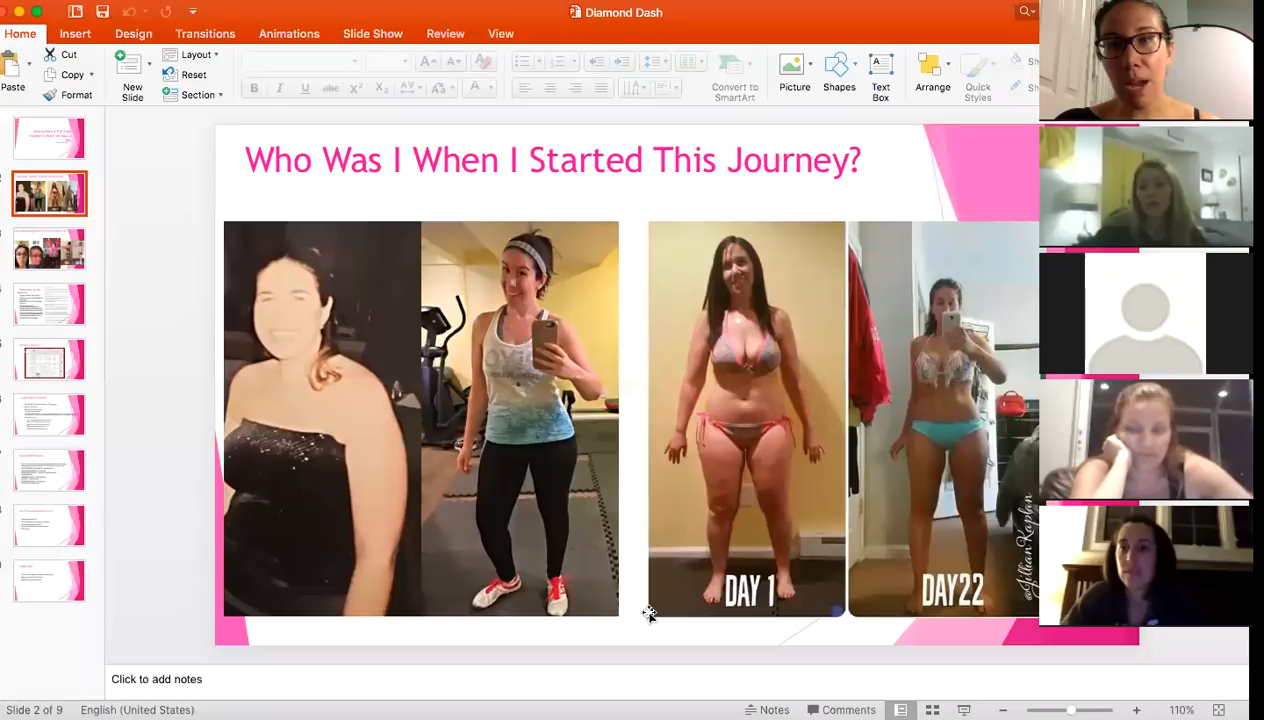 Diamond Dash
Home Insert Design Transitions Animations Slide Show Review View
Cut
Copy
Format
Paste
New
Slide
Layout
Reset
Section
Convert to
SmartArt
Picture
Shapes
Text
Box
Arrange
Quick
Styles
Who Was I When I Started This Journey?
DAY 1
DAY22
@Jillian Kaplan
Click to add notes
Slide 2 of 9 English (United States) Notes Comments 110%